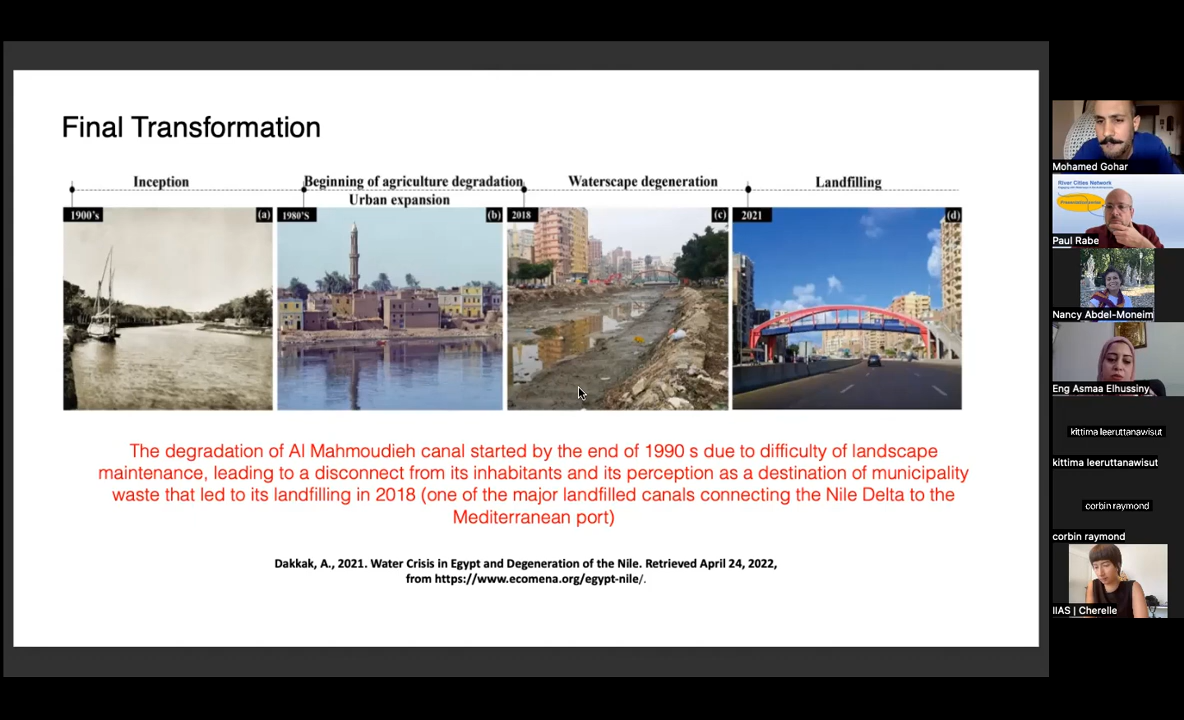 Final Transformation
Inception
Beginning of agriculture degradation
Urban expansion
Waterscape degeneration
Landfilling
1900's
(a)
1980'S
(b)
2018
(c)
2021
(d)
The degradation of Al Mahmoudieh canal started by the end of 1990 s due to difficulty of landscape
maintenance, leading to a disconnect from its inhabitants and its perception as a destination of municipality
waste that led to its landfilling in 2018 (one of the major landfilled canals connecting the Nile Delta to the
Mediterranean port)
Dakkak, A., 2021. Water Crisis in Egypt and Degeneration of the Nile. Retrieved April 24, 2022,
from https://www.ecomena.org/egypt-nile/.
Mohamed Gohar
River Cities Network
Paul Rabe
Nancy Abdel-Moneim
Eng Asmaa Elhussiny
kittima leeruttanawisut
kittima leeruttanawisut
corbin raymond
corbin raymond
IIAS | Cherelle